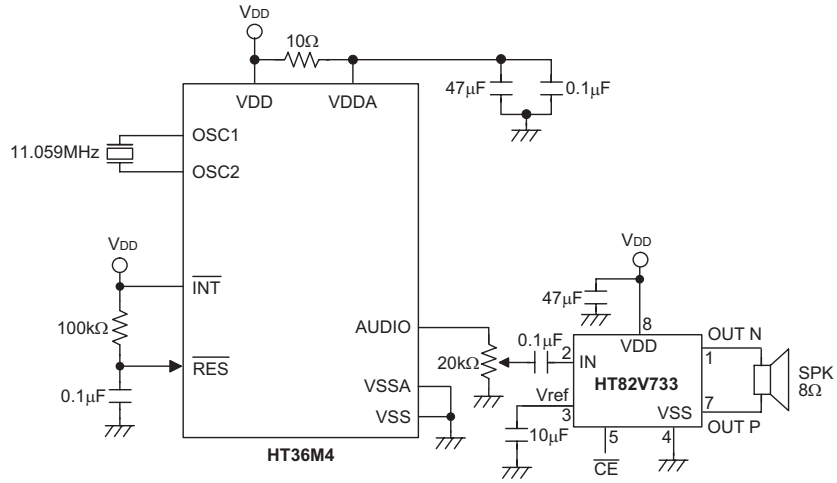 VDD
10Ω
VDD
VDDA
47μF
0.1μF
OSC1
11.059MHz
OSC2
VDD
INT
100kΩ
RES
0.1μF
AUDIO
20kΩ
VSSA
VSS
HT36M4
VDD
47μF
8
VDD
OUT N
1
0.1μF
2
IN
HT82V733
SPK
8Ω
Vref
3
VSS
7
OUT P
10μF
5
4
CE